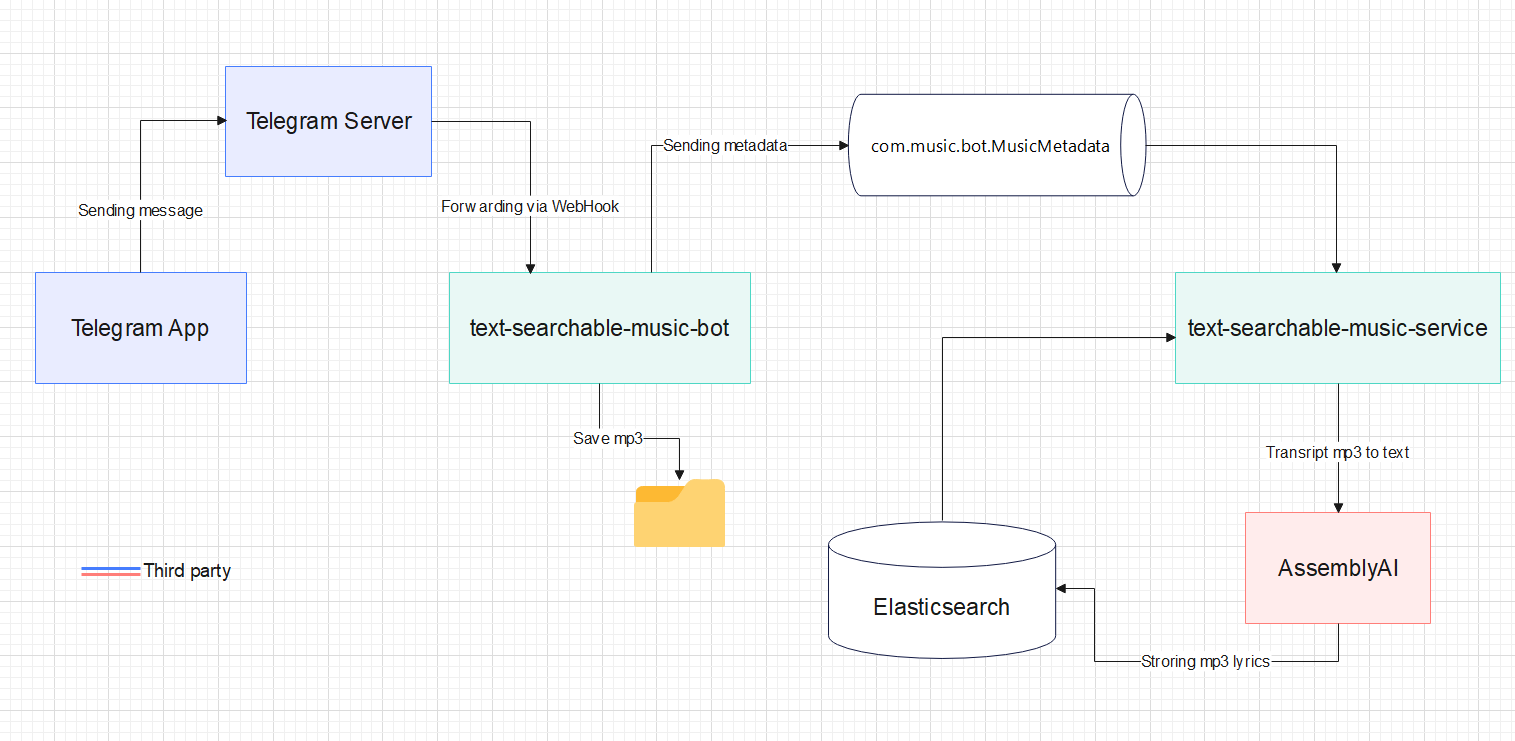 Telegram Server
Sending metadata
com.music.bot.MusicMetadata
Sending message
Forwarding via WebHook
Telegram App
text-searchable-music-bot
text-searchable-music-service
Save mp3
Transript mp3 to text
Third party
AssemblyAI
Elasticsearch
Stroring mp3 lyrics